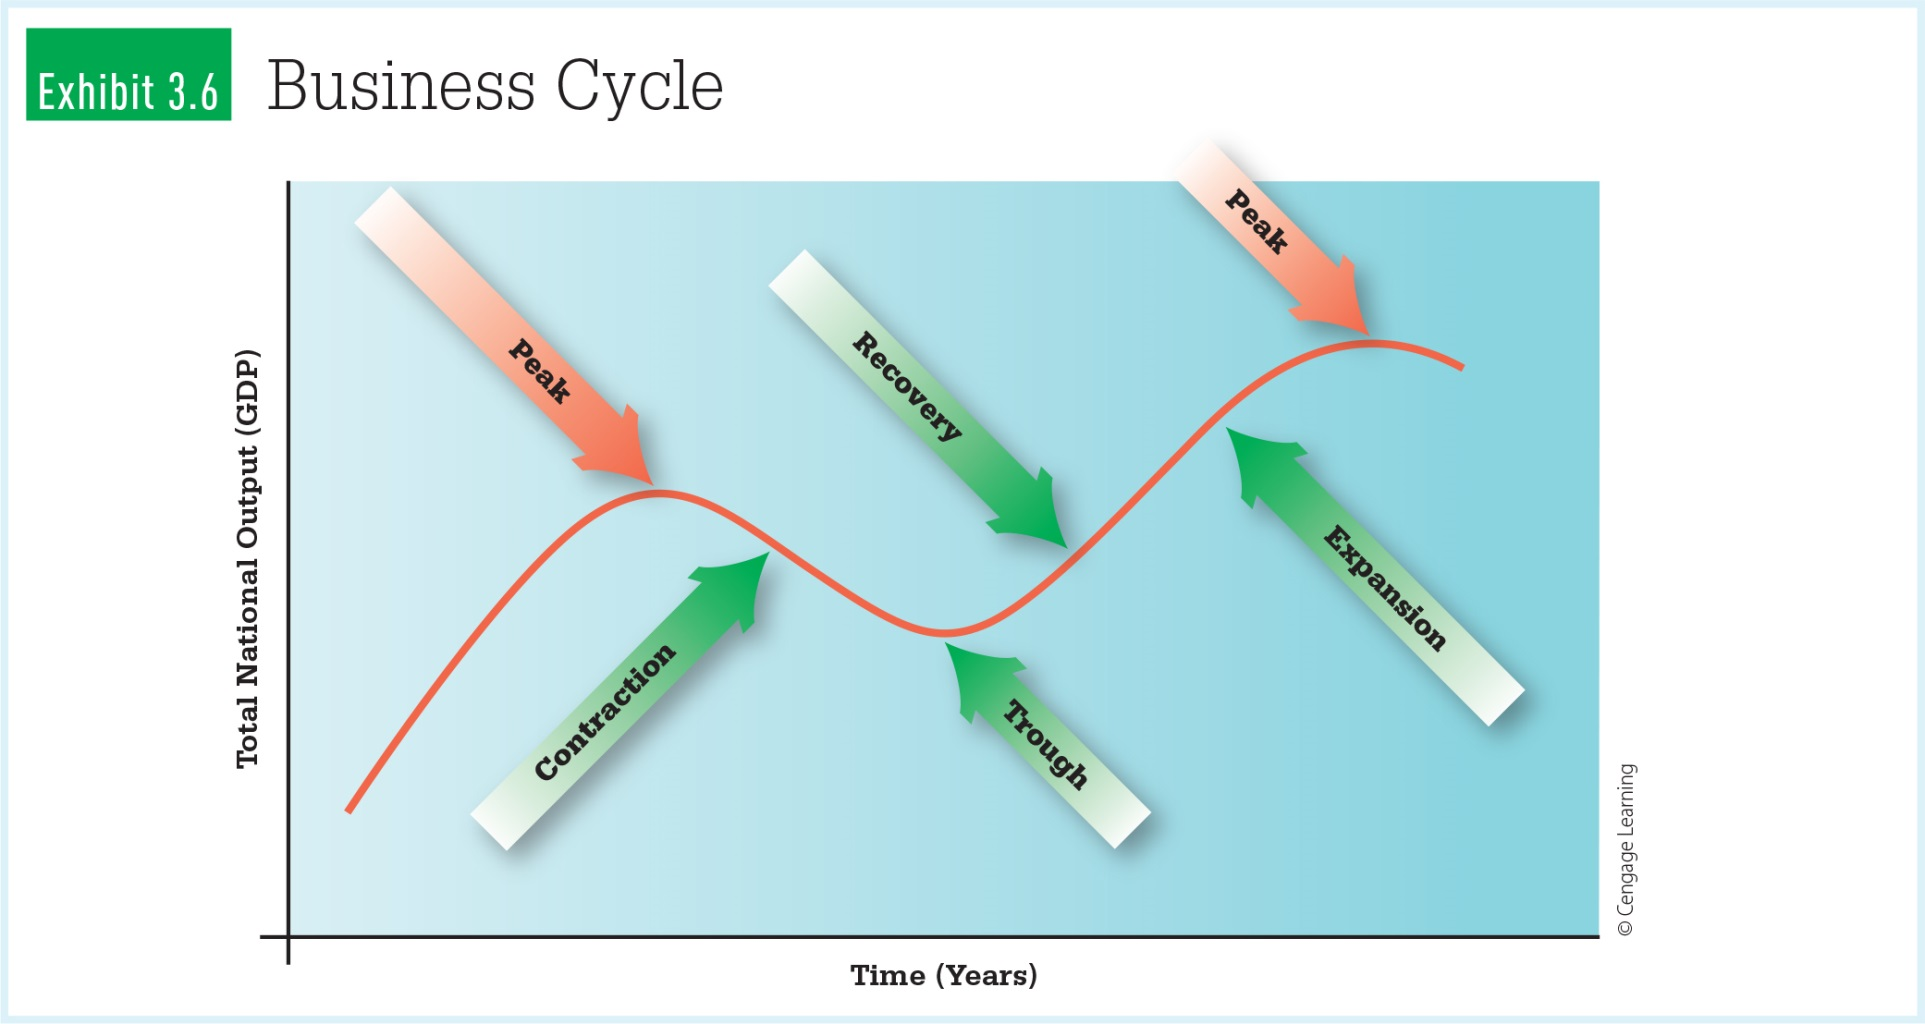 Exhibit 3.6
Business Cycle
Peak
Peak
Recovery
Contraction
Trough
Expansion
Total National Output (GDP)
Time (Years)
© Cengage Learning